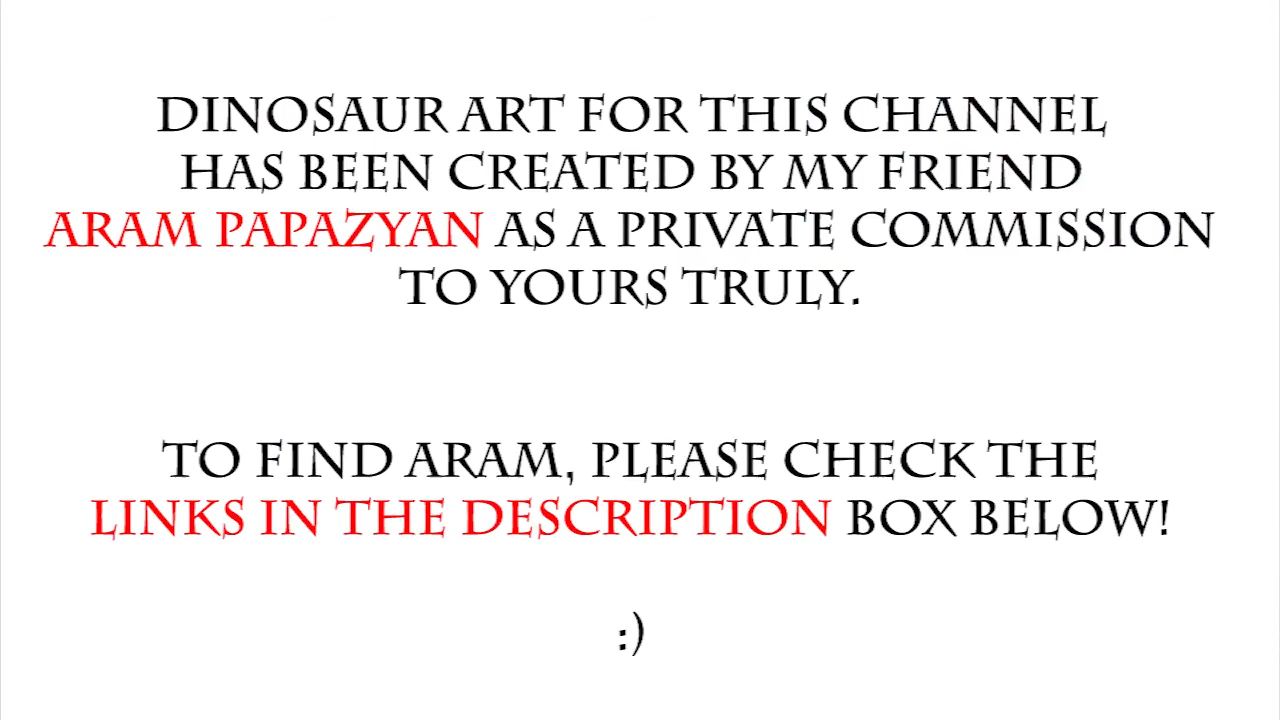 DINOSAUR ART FOR THIS CHANNEL
HAS BEEN CREATED BY MY FRIEND
ARAM PAPAZYAN AS A PRIVATE COMMISSION
TO YOURS TRULY.
TO FIND ARAM, PLEASE CHECK THE
LINKS IN THE DESCRIPTION BOX BELOW!
:)